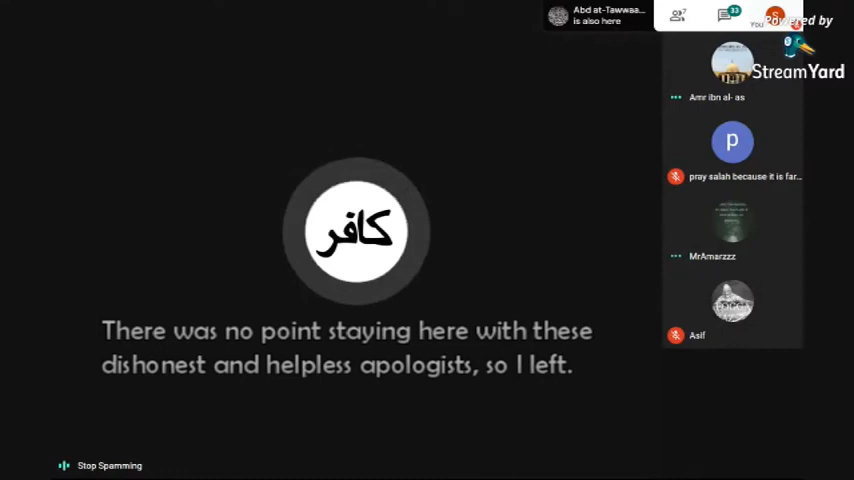 Abd at-Tawwaa...
is also here
7
33
You
S
Powered by
StreamYard
Amr ibn al- as
p
pray salah because it is far...
MrAmarzzz
Asif
كافر
There was no point staying here with these
dishonest and helpless apologists, so I left.
Stop Spamming